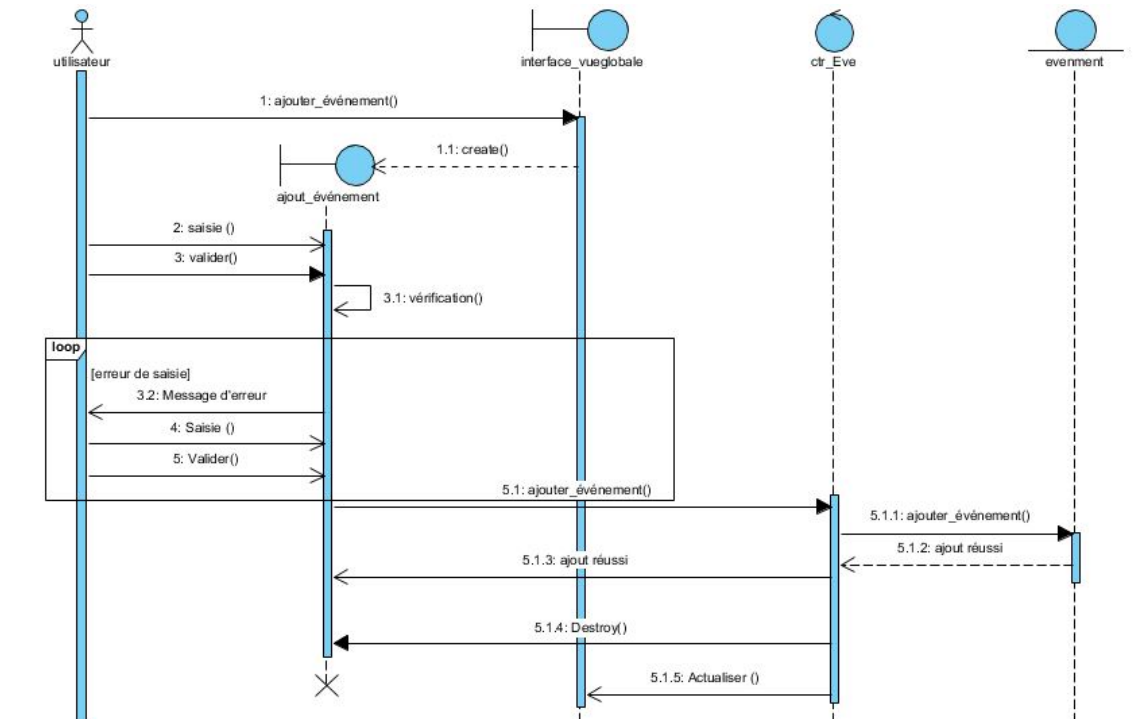 utilisateur
interface_vueglobale
ctr_Eve
evenment
1: ajouter_événement()
1.1: create()
ajout_événement
2: saisie ()
3: valider()
3.1: vérification()
loop
[erreur de saisie]
3.2: Message d'erreur
4: Saisie ()
5: Valider()
5.1: ajouter_événement()
5.1.1: ajouter_événement()
5.1.2: ajout réussi
5.1.3: ajout réussi
5.1.4: Destroy()
5.1.5: Actualiser ()